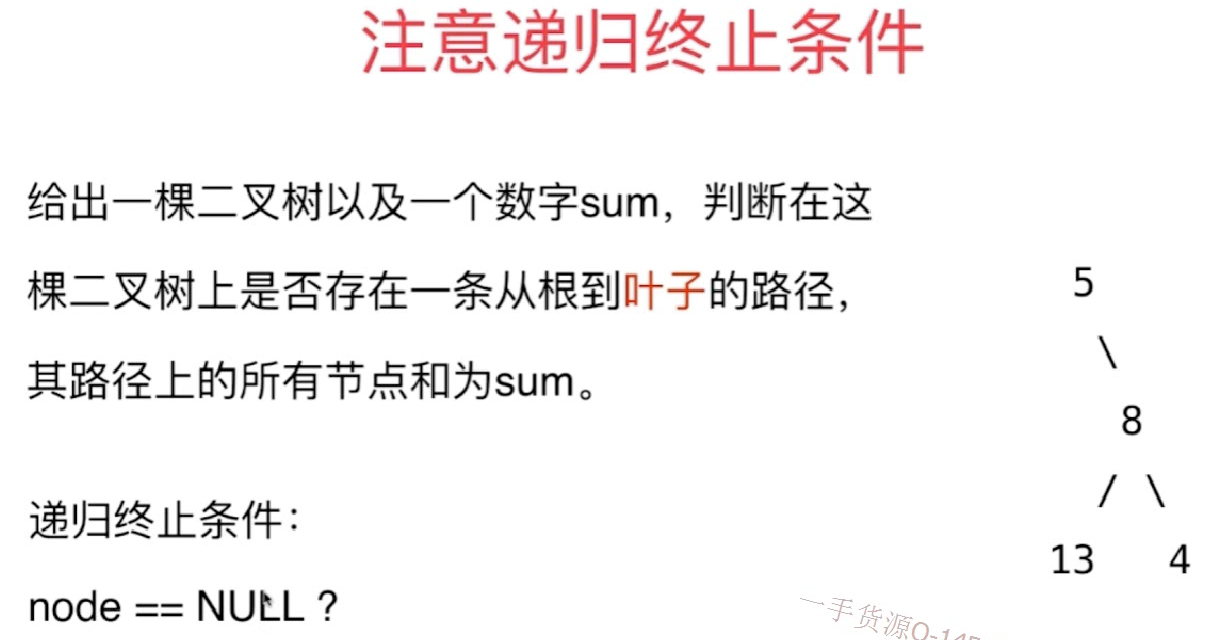 注意递归终止条件
给出一棵二叉树以及一个数字sum，判断在这
棵二叉树上是否存在一条从根到叶子的路径，
其路径上的所有节点和为sum。
5
\
8
/ \
13 4
递归终止条件：
node == NULL ?
一手货源Q-145